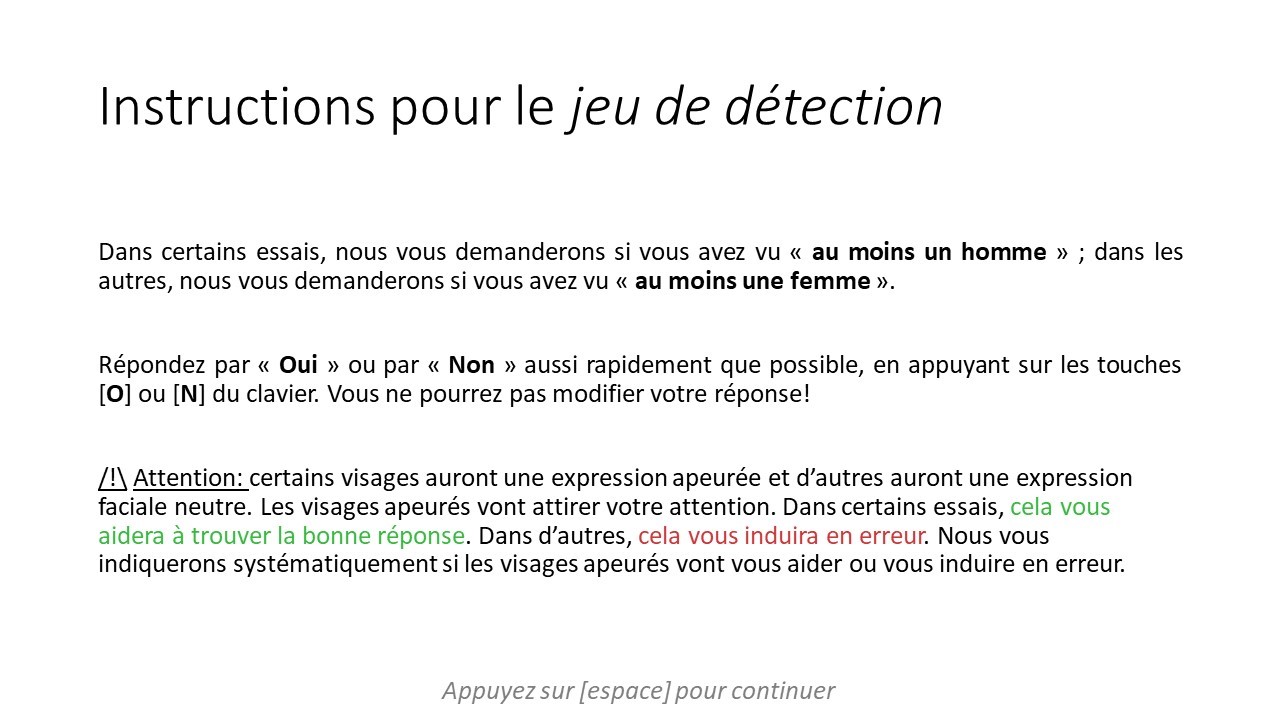 Instructions pour le jeu de détection
Dans certains essais, nous vous demanderons si vous avez vu « au moins un homme » ; dans les
autres, nous vous demanderons si vous avez vu « au moins une femme ».
Répondez par « Oui » ou par « Non » aussi rapidement que possible, en appuyant sur les touches
[O] ou [N] du clavier. Vous ne pourrez pas modifier votre réponse!
/!\ Attention: certains visages auront une expression apeurée et d’autres auront une expression
faciale neutre. Les visages apeurés vont attirer votre attention. Dans certains essais, cela vous
aidera à trouver la bonne réponse. Dans d’autres, cela vous induira en erreur. Nous vous
indiquerons systématiquement si les visages apeurés vont vous aider ou vous induire en erreur.
Appuyez sur [espace] pour continuer